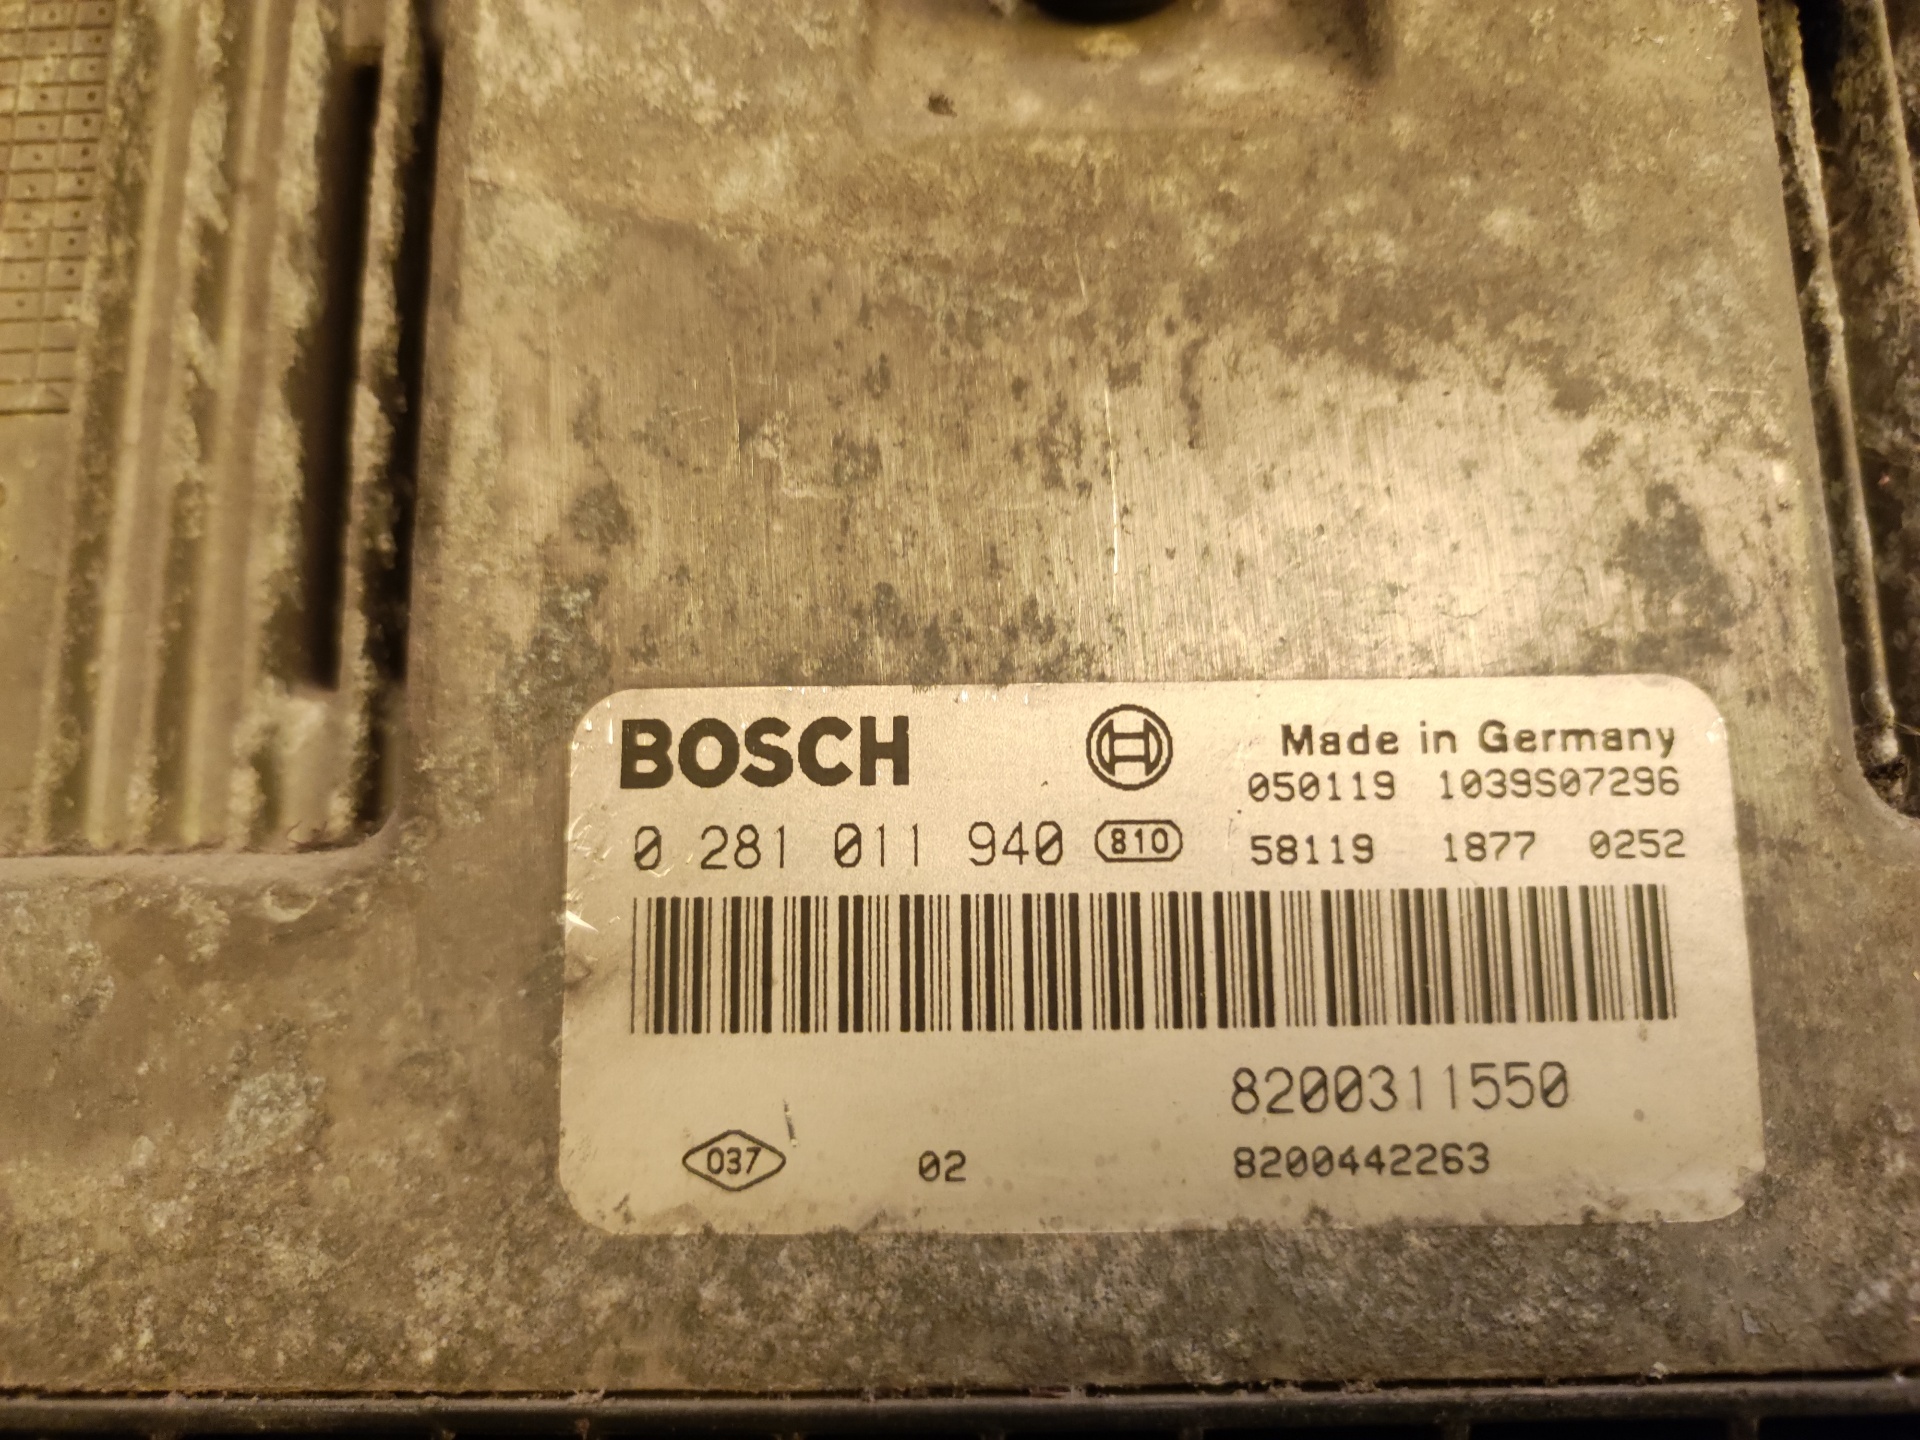 BOSCH Made in Germany
050119 1039S07296
0 281 011 940 810 58119 1877 0252
8200311550
037 02 8200442263